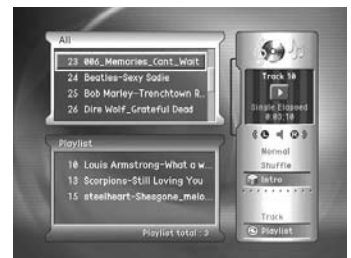 All
23 006_Memories_Cant_Wait
24 Beatles-Sexy Sadie
25 Bob Marley-Trenchtown R..
26 Dire Wolf_Grateful Dead
Playlist
10 Louis Armstrong-What a w..
13 Scorpions-Still Loving You
15 steelheart-Shesgone_melo..
Playlist total : 3
Track 10
Single Elapsed
0:03:10
Normal
Shuffle
Intro
Track
Playlist